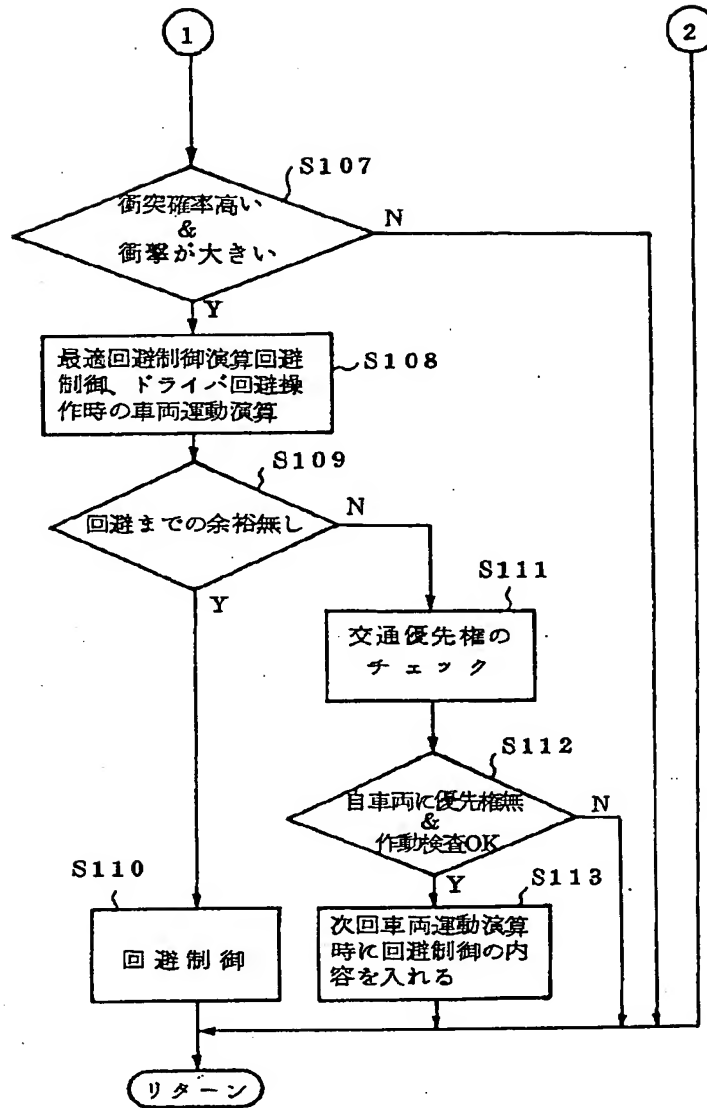 1
2
S107
衝突確率高い
&
衝撃が大きい
N
Y
最適回避制御演算回避
制御、ドライバ回避操
作時の車両運動演算
S108
S109
回避までの余裕無し
N
Y
S111
交通優先権の
チェック
S112
自車両に優先権無
&
作動検査OK
N
Y
S110
回避制御
S113
次回車両運動演算
時に回避制御の内
容を入れる
リターン